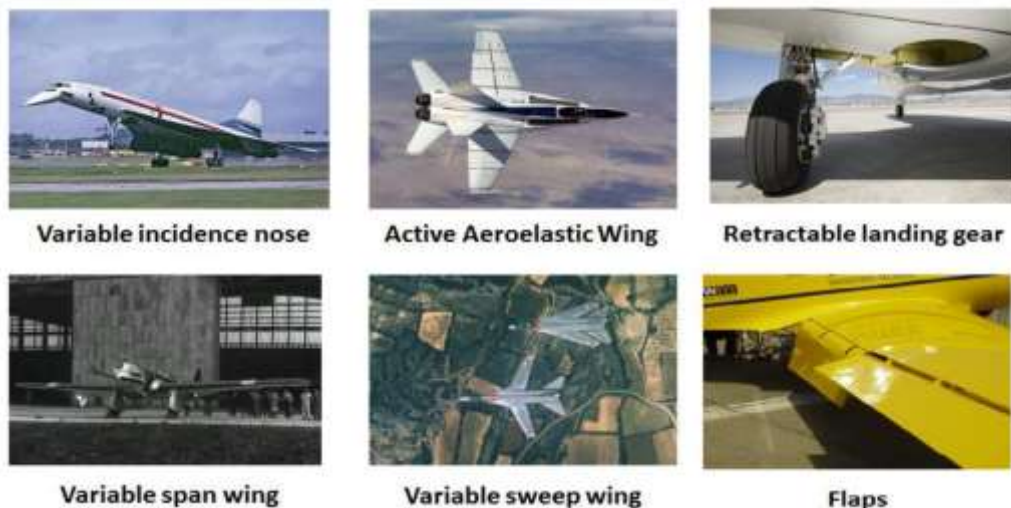 Variable incidence nose
Active Aeroelastic Wing
Retractable landing gear
Variable span wing
Variable sweep wing
Flaps